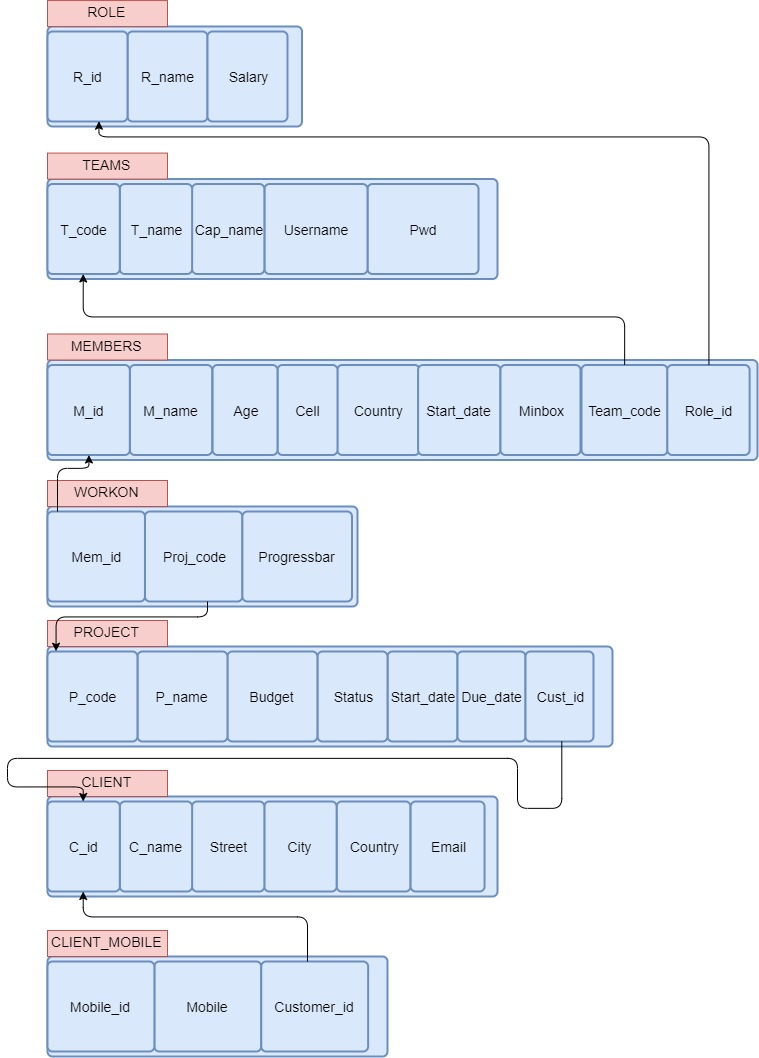 ROLE
R_id R_name Salary
TEAMS
T_code T_name Cap_name Username Pwd
MEMBERS
M_id M_name Age Cell Country Start_date Minbox Team_code Role_id
WORKON
Mem_id Proj_code Progressbar
PROJECT
P_code P_name Budget Status Start_date Due_date Cust_id
CLIENT
C_id C_name Street City Country Email
CLIENT_MOBILE
Mobile_id Mobile Customer_id